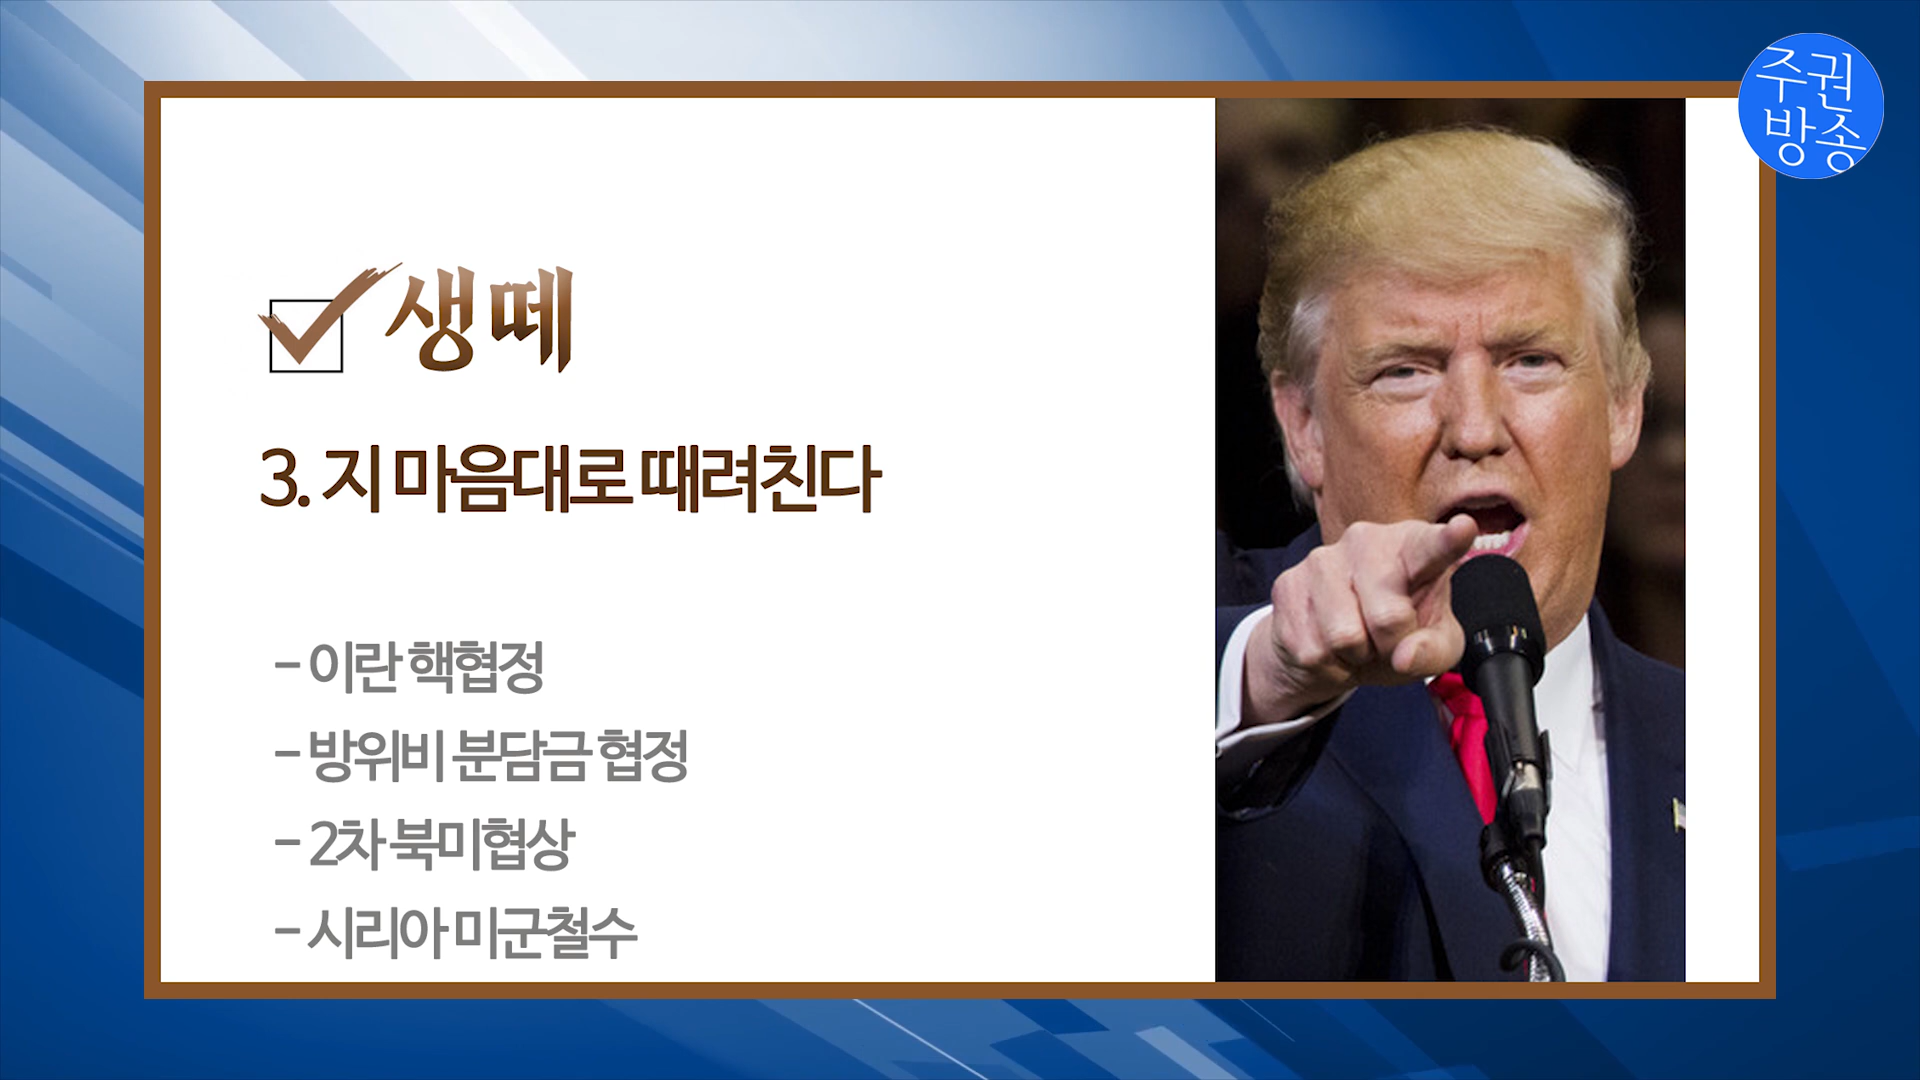 주권
방송
생떼
3. 지 마음대로 때려친다
- 이란 핵협정
- 방위비 분담금 협정
- 2차 북미협상
- 시리아 미군철수